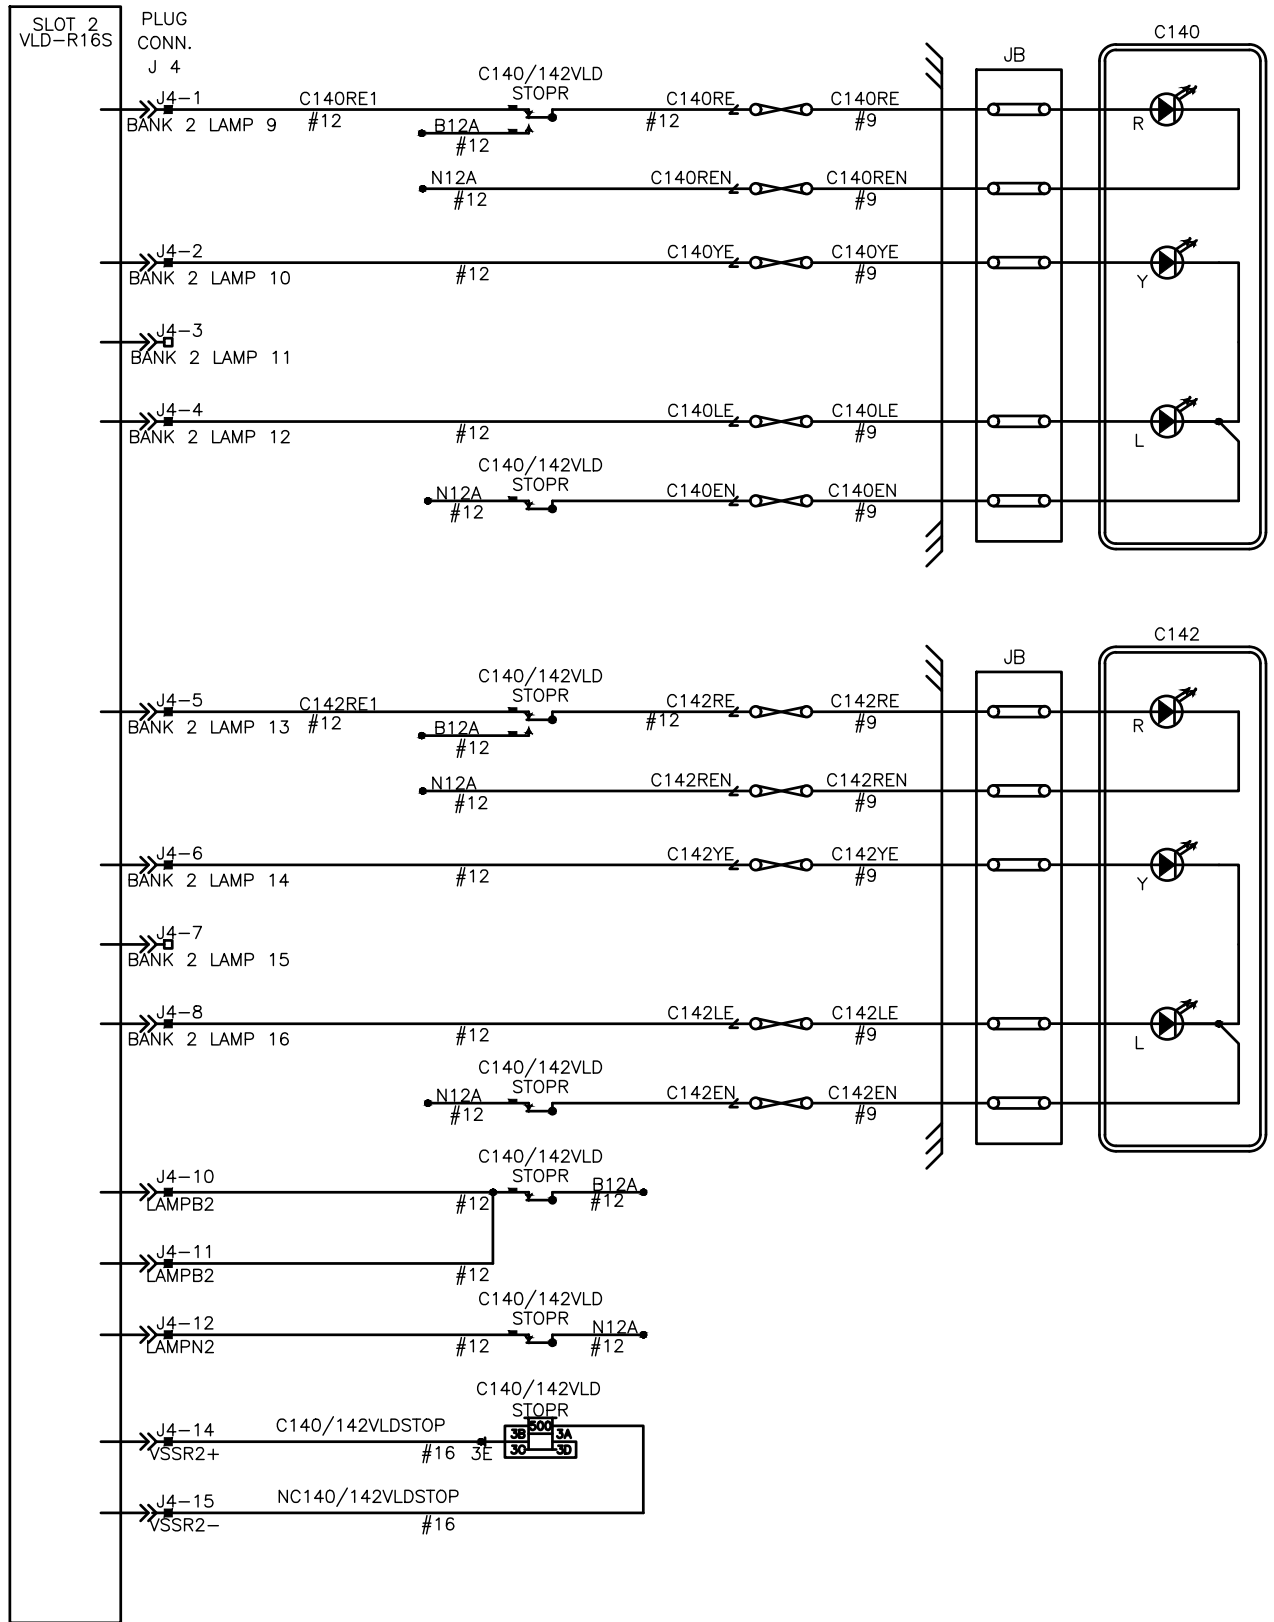 SLOT 2
VLD-R16S
PLUG
CONN.
J 4
C140
JB
C140/142VLD
STOPR
J4-1
BANK 2 LAMP 9
C140RE1
#12
B12A
#12
C140RE
#12
C140RE
#9
R
N12A
#12
C140REN
C140REN
#9
J4-2
BANK 2 LAMP 10
#12
C140YE
C140YE
#9
Y
J4-3
BANK 2 LAMP 11
J4-4
BANK 2 LAMP 12
#12
C140LE
C140LE
#9
L
C140/142VLD
STOPR
N12A
#12
C140EN
C140EN
#9
C142
JB
C140/142VLD
STOPR
J4-5
BANK 2 LAMP 13
C142RE1
#12
B12A
#12
C142RE
#12
C142RE
#9
R
N12A
#12
C142REN
C142REN
#9
J4-6
BANK 2 LAMP 14
#12
C142YE
C142YE
#9
Y
J4-7
BANK 2 LAMP 15
J4-8
BANK 2 LAMP 16
#12
C142LE
C142LE
#9
L
C140/142VLD
STOPR
N12A
#12
C142EN
C142EN
#9
C140/142VLD
STOPR
J4-10
LAMPB2
#12
B12A
#12
J4-11
LAMPB2
#12
C140/142VLD
STOPR
J4-12
LAMPN2
#12
N12A
#12
C140/142VLD
STOPR
J4-14
VSSR2+
C140/142VLDSTOP
#16
3E
500
3B 3A
3C 3D
J4-15
VSSR2-
NC140/142VLDSTOP
#16